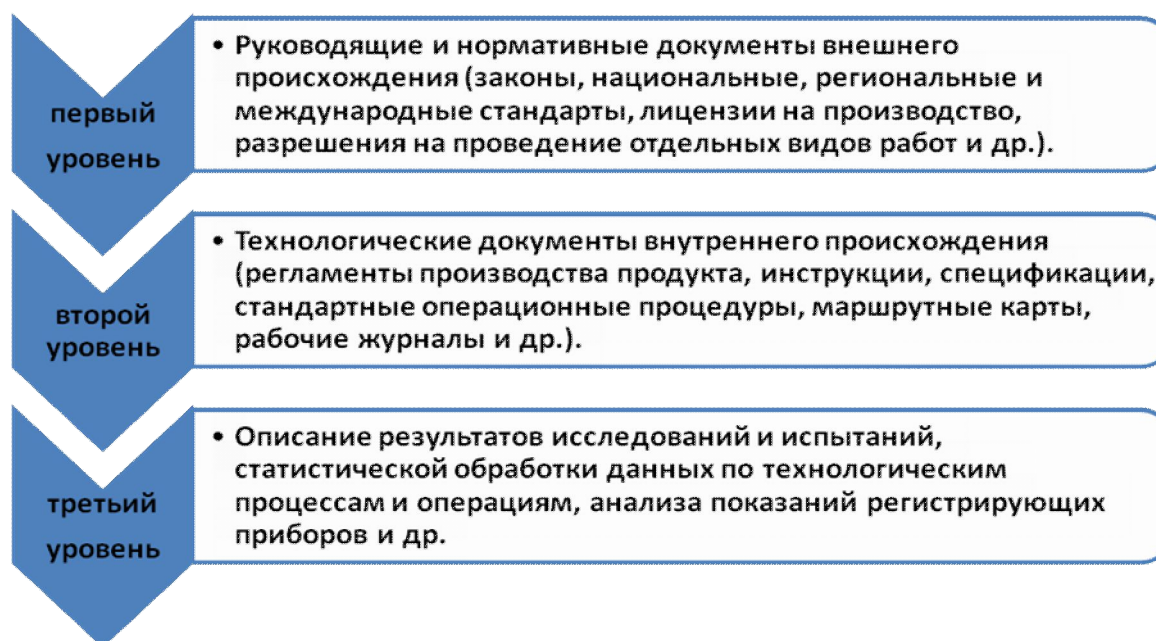 первый
уровень
• Руководящие и нормативные документы внешнего
происхождения (законы, национальные, региональные и
международные стандарты, лицензии на производство,
разрешения на проведение отдельных видов работ и др.).
второй
уровень
• Технологические документы внутреннего происхождения
(регламенты производства продукта, инструкции, спецификации,
стандартные операционные процедуры, маршрутные карты,
рабочие журналы и др.).
третий
уровень
• Описание результатов исследований и испытаний,
статистической обработки данных по технологическим
процессам и операциям, анализа показаний регистрирующих
приборов и др.